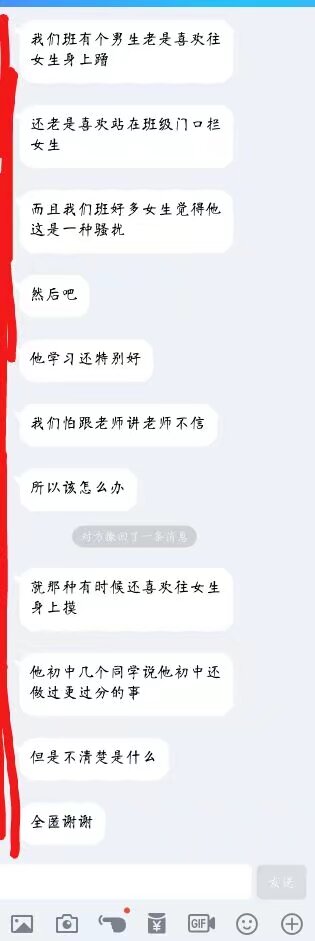 我们班有个男生老是喜欢往
女生身上蹭
还老是喜欢站在班级门口拦
女生
而且我们班好多女生觉得他
这是一种骚扰
然后吧
他学习还特别好
我们怕跟老师讲老师不信
所以该怎么办
对方撤回了一条消息
就那种有时候还喜欢往女生
身上摸
他初中几个同学说他初中还
做过更过分的事
但是不清楚是什么
全匿谢谢
发送
GIF